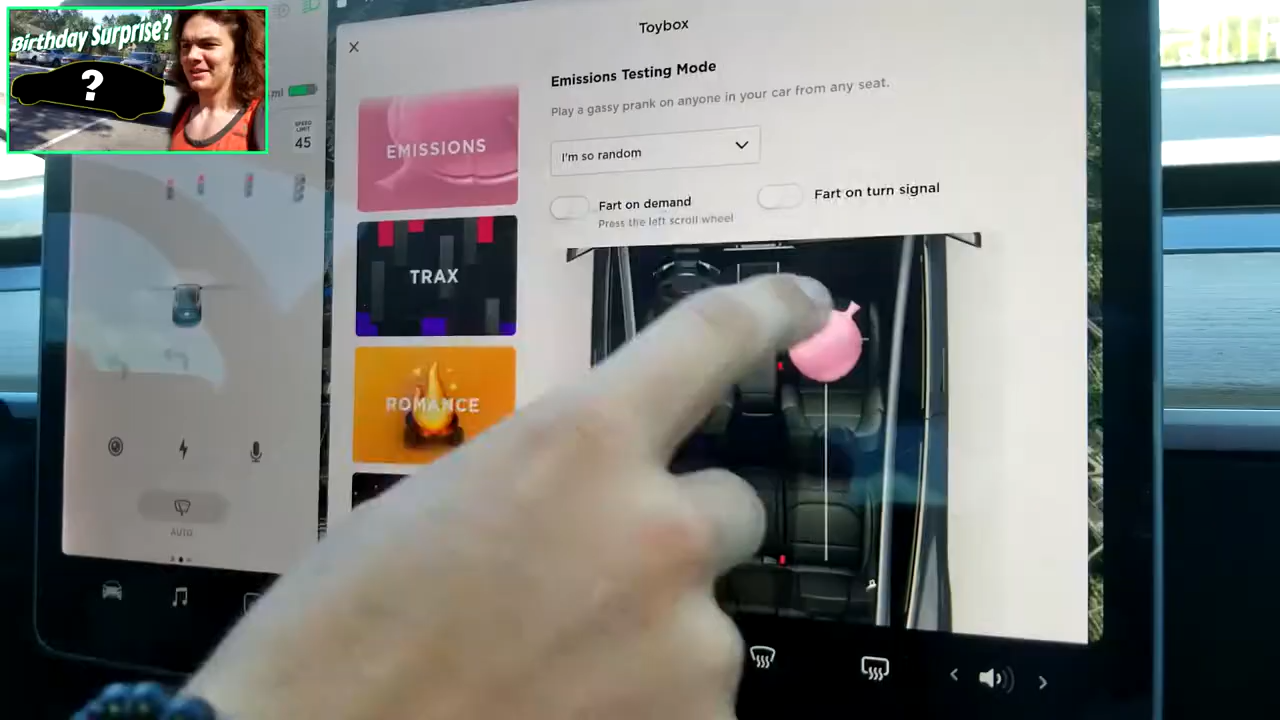 Birthday Surprise?
?
Toybox
Emissions Testing Mode
Play a gassy prank on anyone in your car from any seat.
I'm so random
Fart on demand
Press the left scroll wheel
Fart on turn signal
EMISSIONS
TRAX
ROMANCE
mi
SPEED
LIMIT
45
AUTO